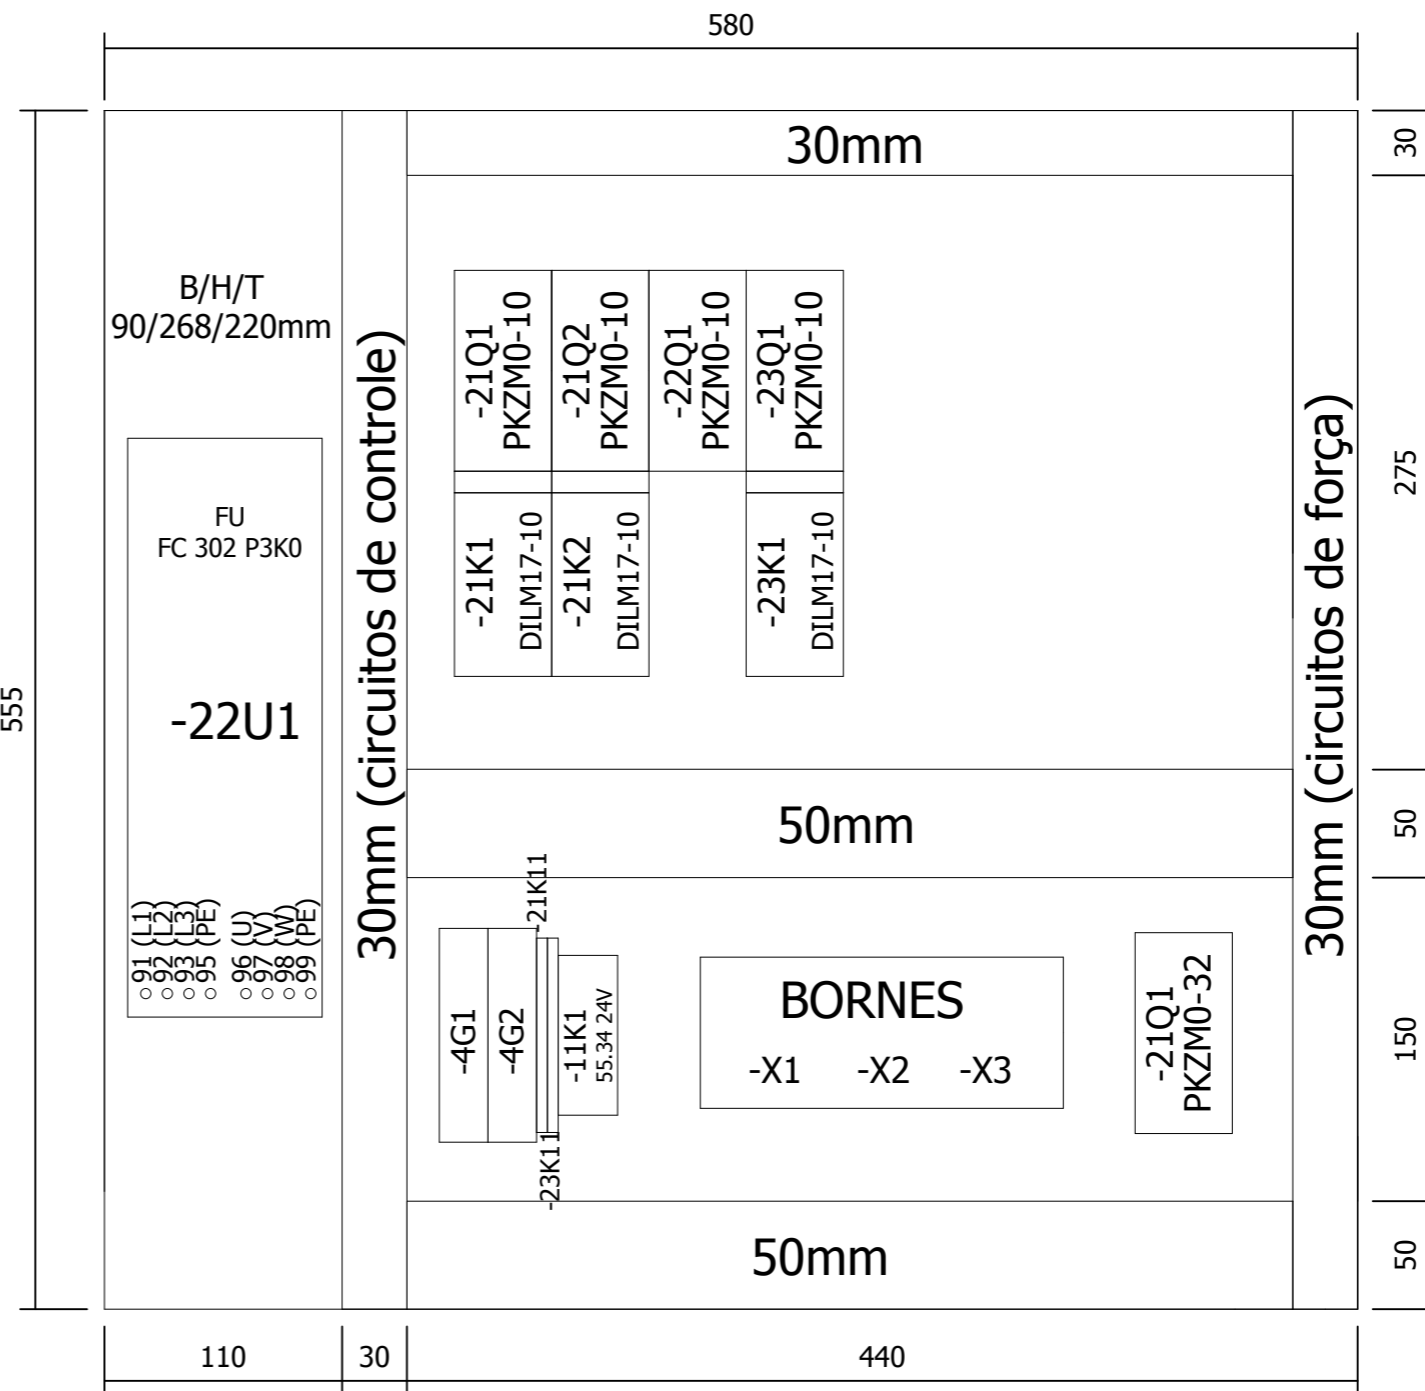 580
30mm
30
B/H/T
90/268/220mm
30mm (circuitos de controle)
-21Q1
PKZM0-10
-21Q2
PKZM0-10
-22Q1
PKZM0-10
-23Q1
PKZM0-10
30mm (circuitos de força)
275
FU
FC 302 P3K0
-21K1
DILM17-10
-21K2
DILM17-10
-23K1
DILM17-10
555
-22U1
50mm
50
91 (L1)
92 (L2)
93 (L3)
95 (PE)
96 (U)
97 (V)
98 (W)
99 (PE)
-4G1
-4G2
-21K11
-23K11
-11K1
55.34 24V
BORNES
-X1 -X2 -X3
-21Q1
PKZM0-32
150
50mm
50
110
30
440